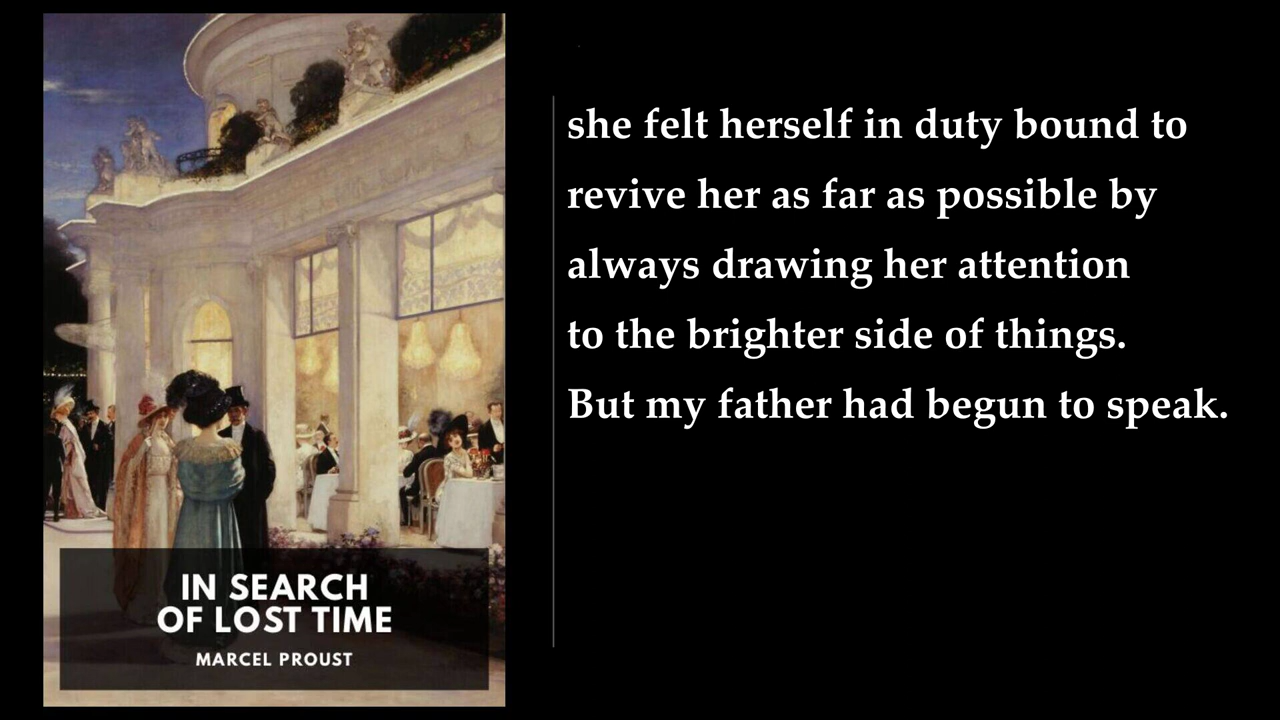 IN SEARCH
OF LOST TIME
MARCEL PROUST
she felt herself in duty bound to
revive her as far as possible by
always drawing her attention
to the brighter side of things.
But my father had begun to speak.